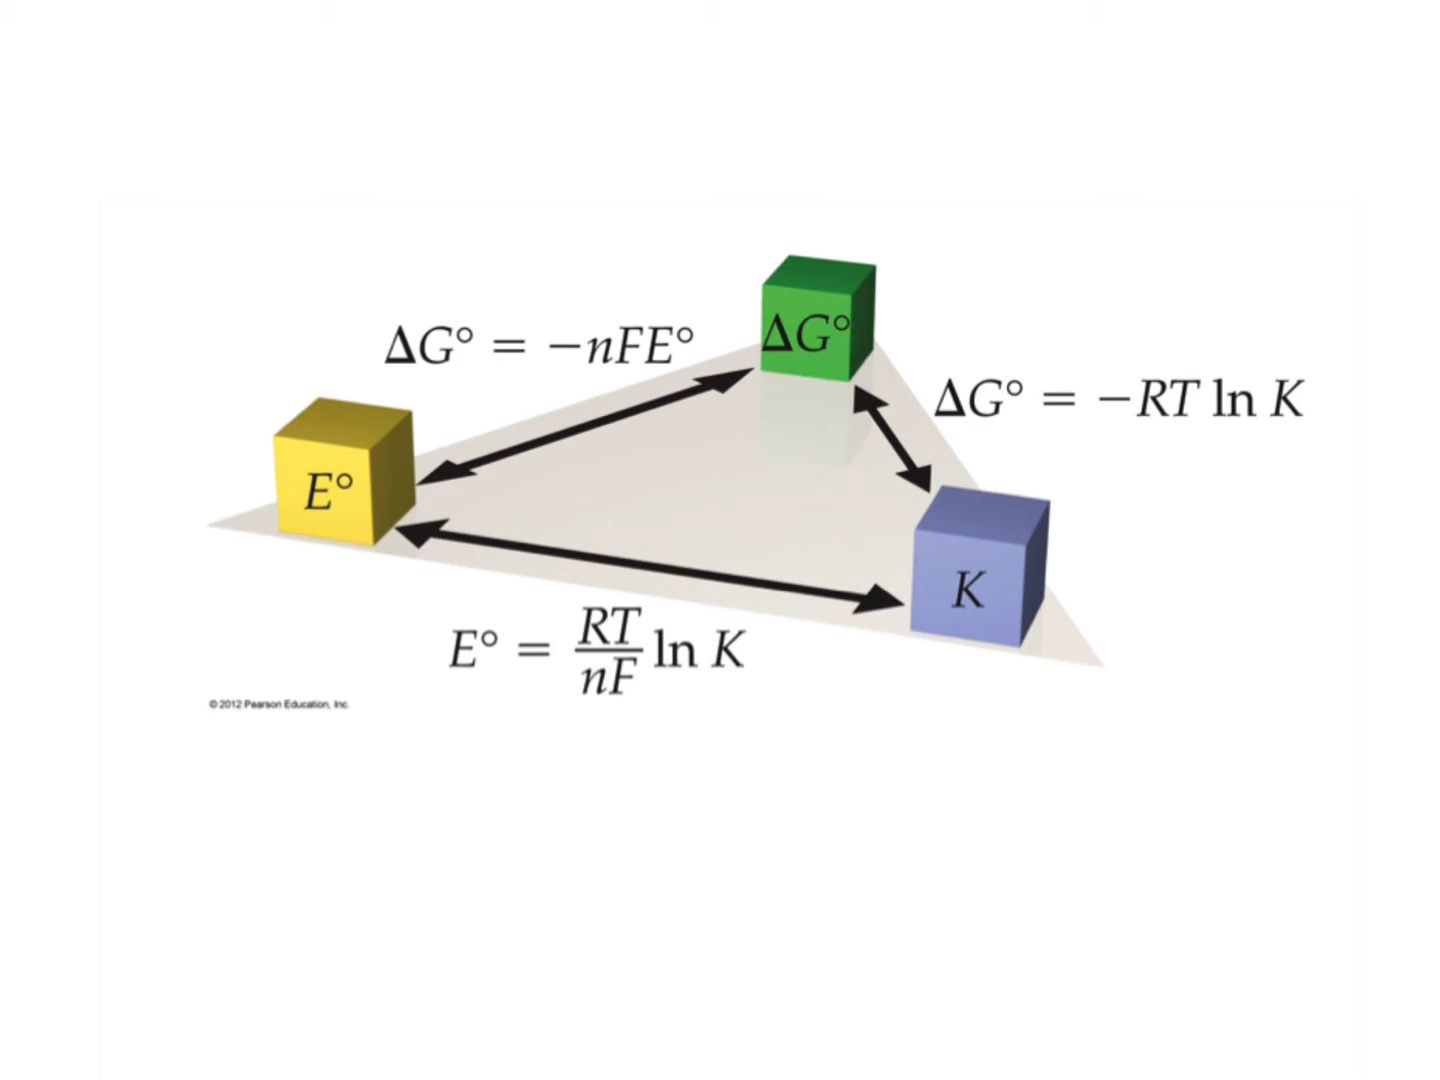 ΔG°
ΔG° = −nFE°
ΔG° = −RT ln K
E°
K
E° = RT/nF ln K
© 2012 Pearson Education, Inc.